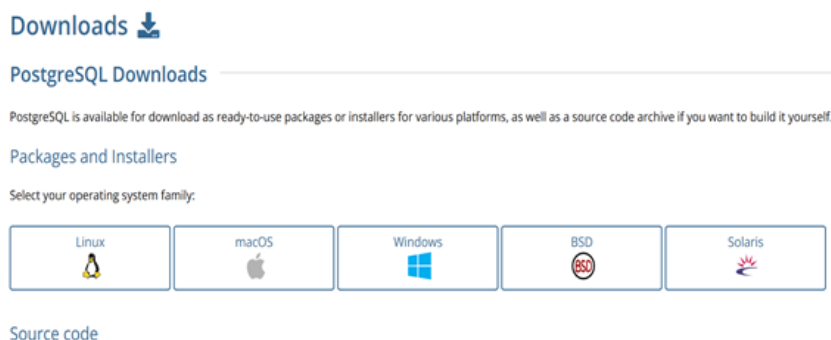 Downloads
PostgreSQL Downloads
PostgreSQL is available for download as ready-to-use packages or installers for various platforms, as well as a source code archive if you want to build it yourself.
Packages and Installers
Select your operating system family:
Linux macOS Windows BSD Solaris
BSD
Source code